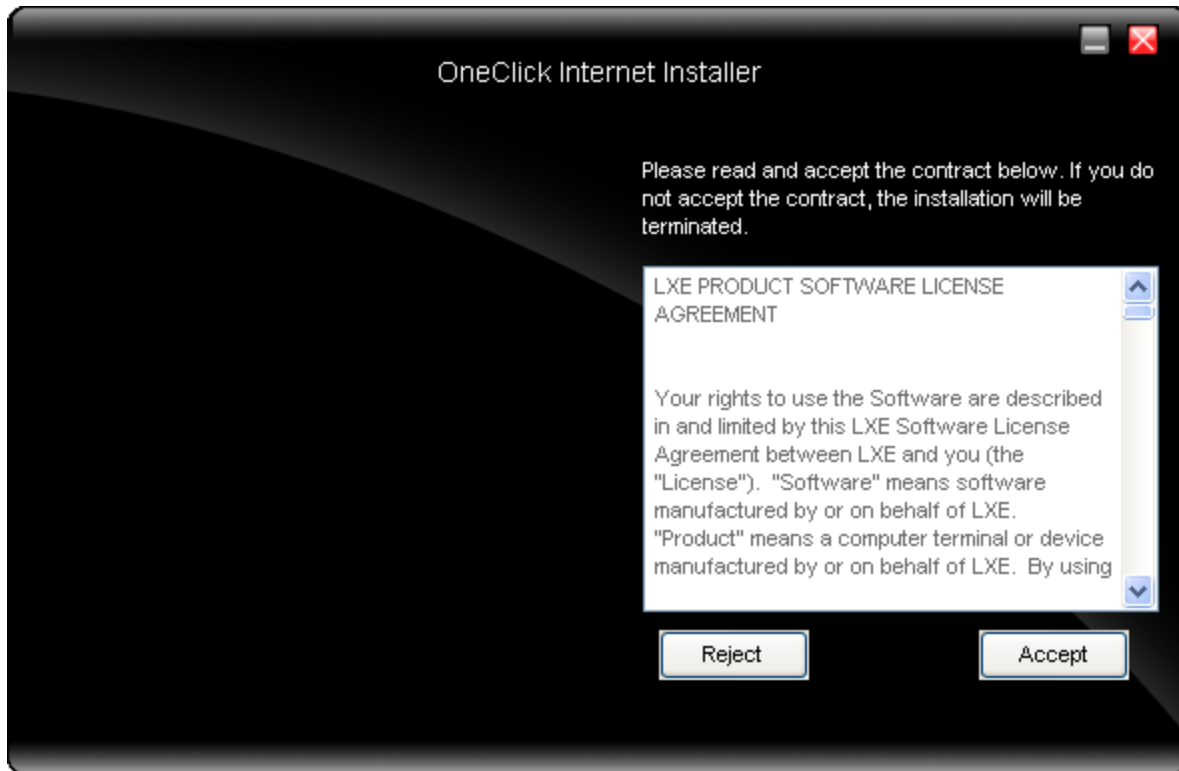 OneClick Internet Installer
Please read and accept the contract below. If you do
not accept the contract, the installation will be
terminated.
LXE PRODUCT SOFTWARE LICENSE
AGREEMENT
Your rights to use the Software are described
in and limited by this LXE Software License
Agreement between LXE and you (the
"License").  "Software" means software
manufactured by or on behalf of LXE.
"Product" means a computer terminal or device
manufactured by or on behalf of LXE.  By using
Reject
Accept